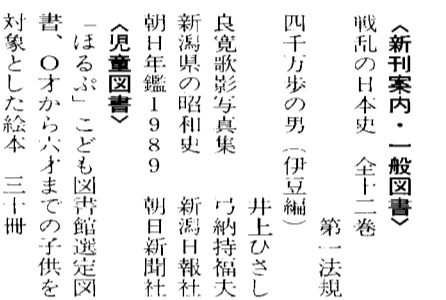 〈新刊案内・一般図書〉
戦乱の日本史　全十二巻
第一法規
四千万歩の男（伊豆編）
井上ひさし
良寛歌影写真集
弓納持福夫
新潟県の昭和史　新潟日報社
朝日年鑑1989　朝日新聞社
〈児童図書〉
「ほるぷ」こども図書館選定図
書、〇才から六才までの子供を
対象とした絵本　三十冊